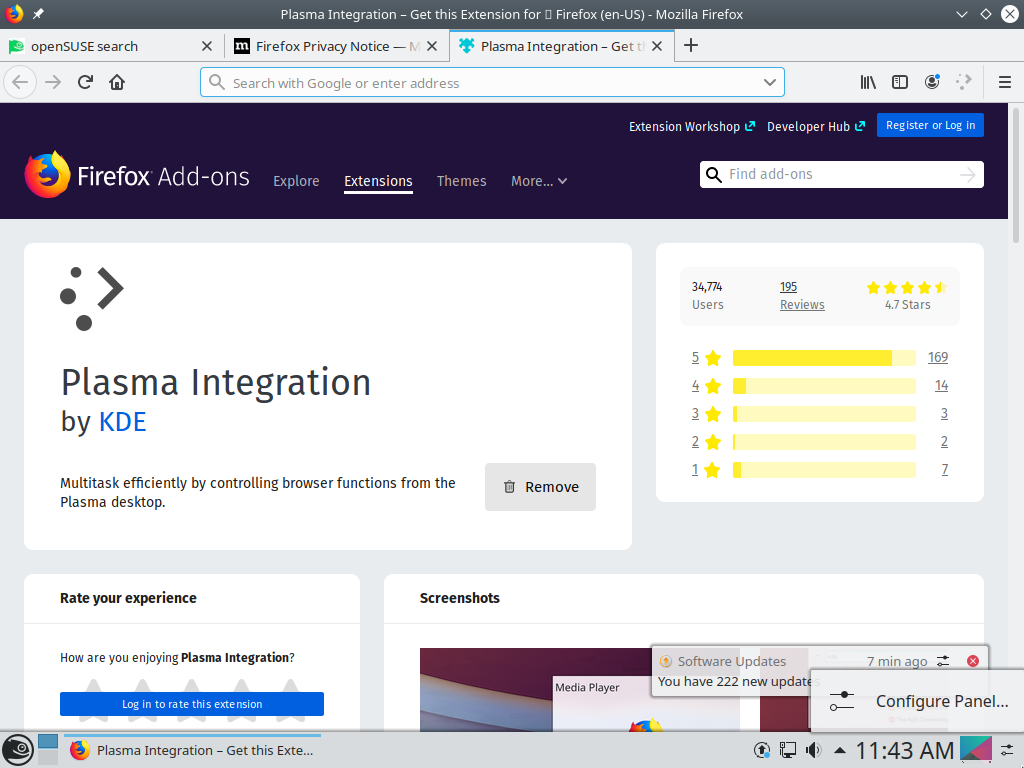 Plasma Integration – Get this Extension for Firefox (en-US) - Mozilla Firefox
openSUSE search
Firefox Privacy Notice — M
Plasma Integration – Get t
Search with Google or enter address
Extension Workshop
Developer Hub
Register or Log in
Firefox Add-ons
Explore
Extensions
Themes
More...
Find add-ons
Plasma Integration
by KDE
Multitask efficiently by controlling browser functions from the
Plasma desktop.
Remove
34,774
Users
195
Reviews
4.7 Stars
5
169
4
14
3
3
2
2
1
7
Rate your experience
How are you enjoying Plasma Integration?
Log in to rate this extension
Screenshots
Media Player
Software Updates
7 min ago
You have 222 new updates
Configure Panel...
Plasma Integration – Get this Exte...
11:43 AM